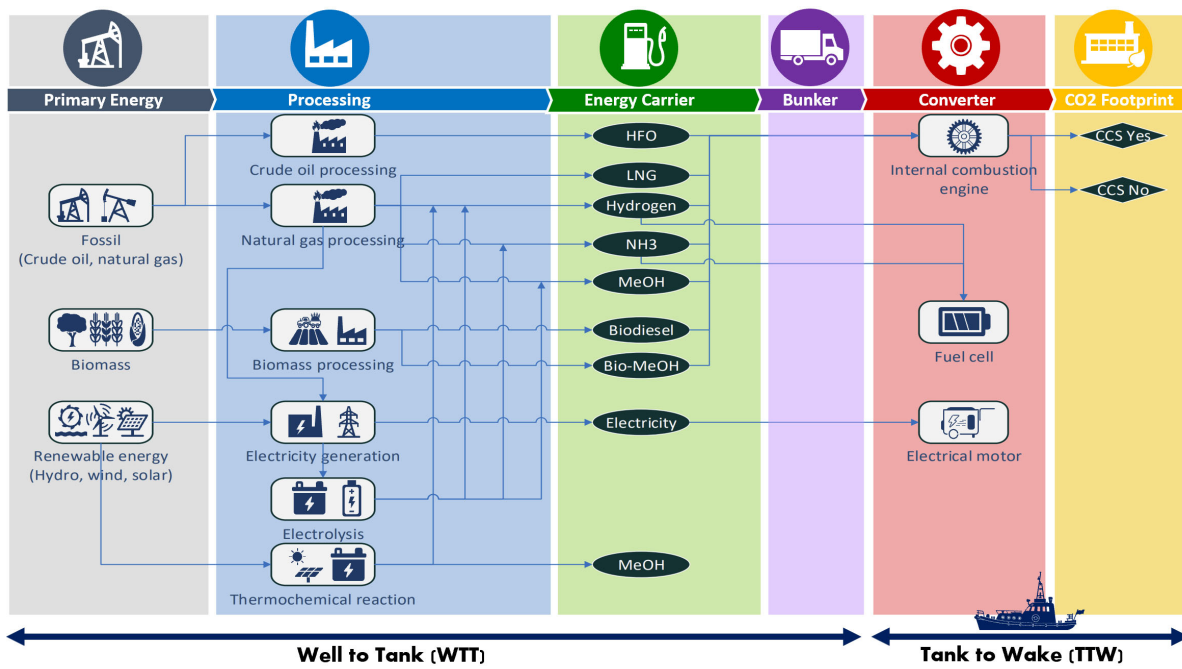 Primary Energy
Processing
Energy Carrier
Bunker
Converter
CO2 Footprint
Fossil
(Crude oil, natural gas)
Biomass
Renewable energy
(Hydro, wind, solar)
Crude oil processing
Natural gas processing
Biomass processing
Electricity generation
Electrolysis
Thermochemical reaction
HFO
LNG
Hydrogen
NH3
MeOH
Biodiesel
Bio-MeOH
Electricity
MeOH
Internal combustion
engine
Fuel cell
Electrical motor
CCS Yes
CCS No
Well to Tank (WTT)
Tank to Wake (TTW)